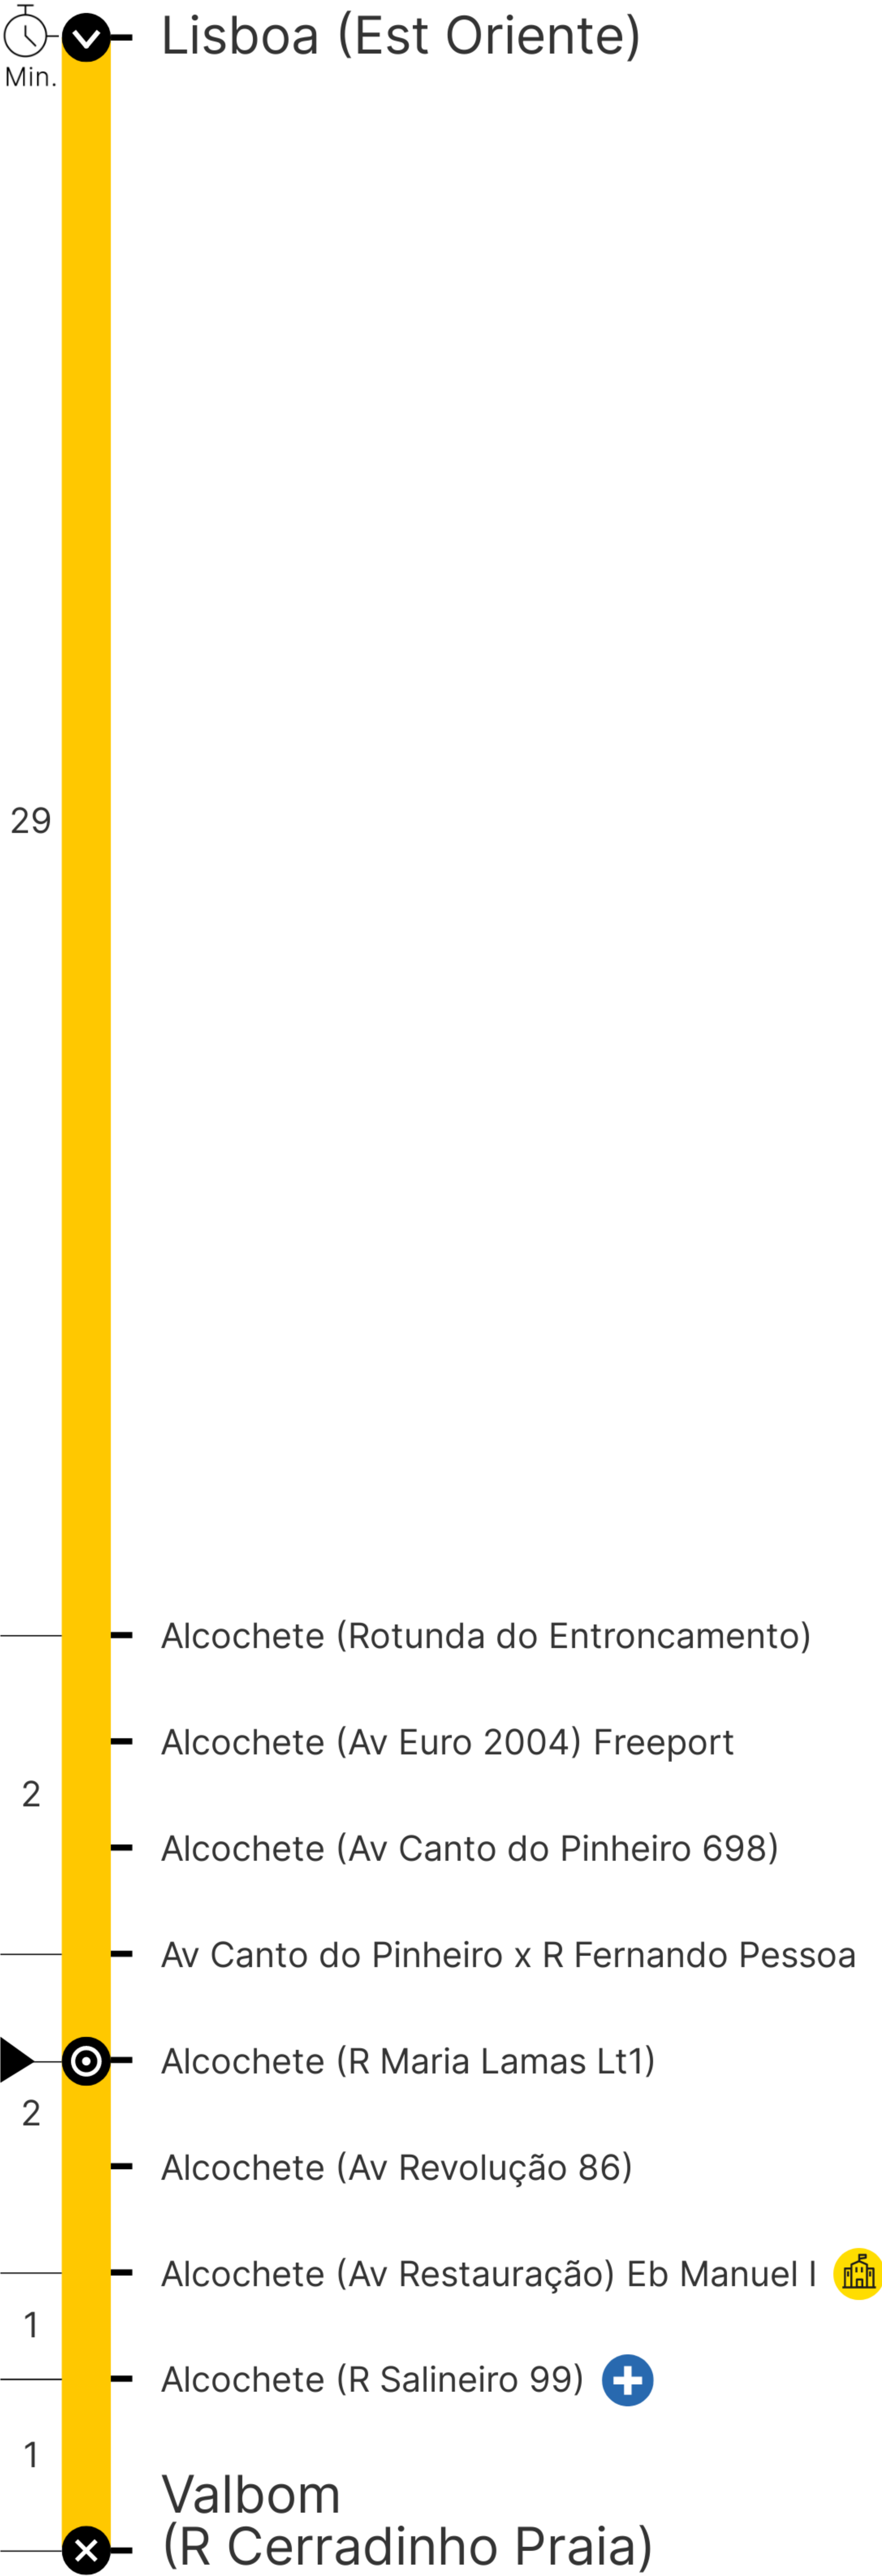 Lisboa (Est Oriente)
Min.
29
Alcochete (Rotunda do Entroncamento)
Alcochete (Av Euro 2004) Freeport
2
Alcochete (Av Canto do Pinheiro 698)
Av Canto do Pinheiro x R Fernando Pessoa
Alcochete (R Maria Lamas Lt1)
2
Alcochete (Av Revolução 86)
Alcochete (Av Restauração) Eb Manuel I
1
Alcochete (R Salineiro 99)
1
Valbom
(R Cerradinho Praia)